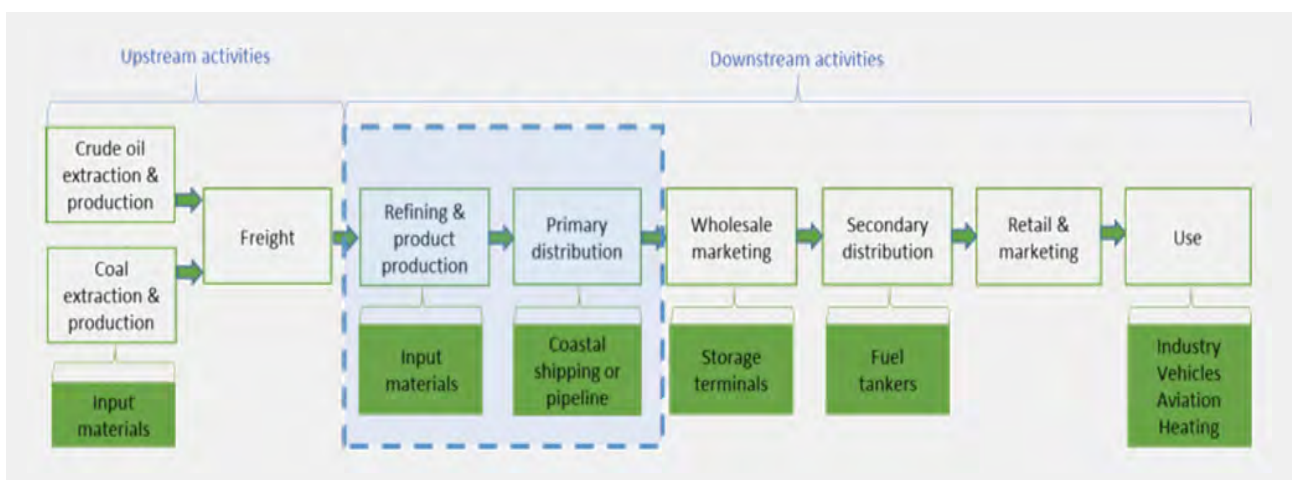 Upstream activities
Downstream activities
Crude oil
extraction &
production
Coal
extraction &
production
Input
materials
Freight
Refining &
product
production
Input
materials
Primary
distribution
Coastal
shipping or
pipeline
Wholesale
marketing
Storage
terminals
Secondary
distribution
Fuel
tankers
Retail &
marketing
Use
Industry
Vehicles
Aviation
Heating